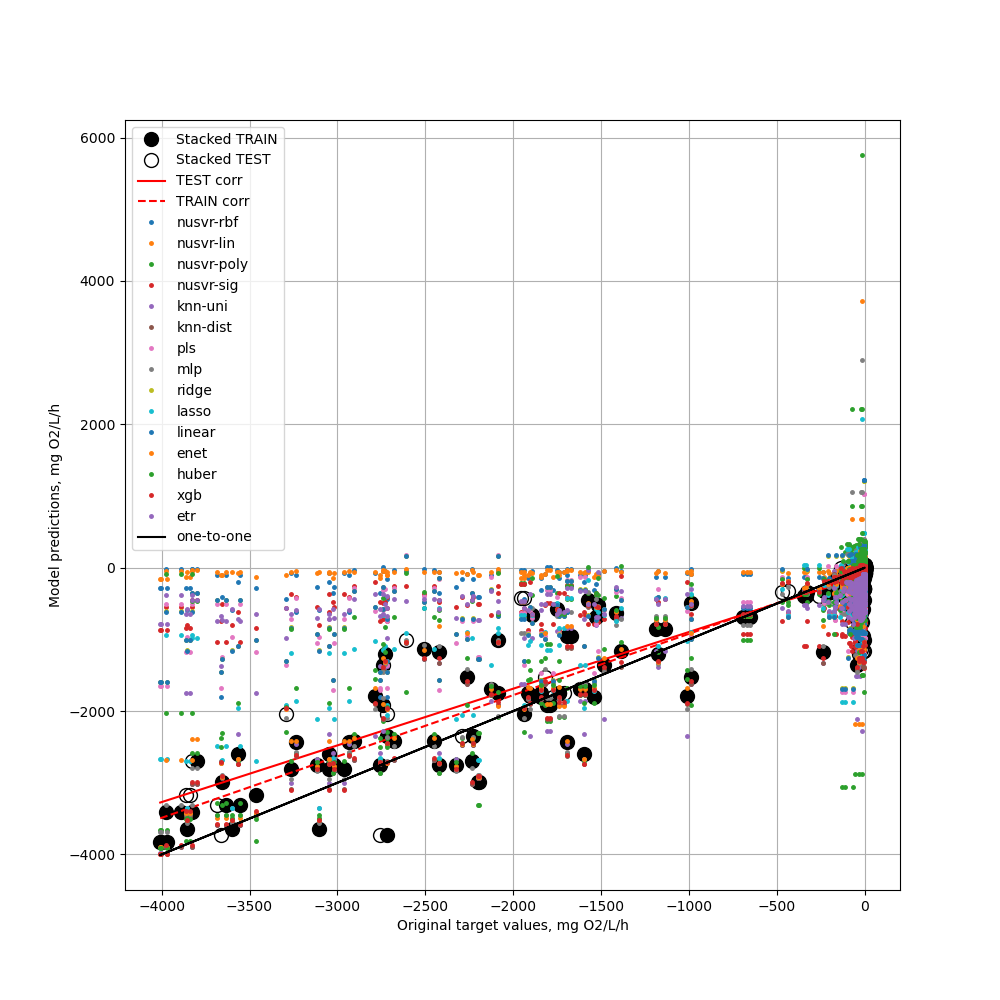 6000
4000
2000
0
−2000
−4000
Model predictions, mg O2/L/h
Stacked TRAIN
Stacked TEST
TEST corr
TRAIN corr
nusvr-rbf
nusvr-lin
nusvr-poly
nusvr-sig
knn-uni
knn-dist
pls
mlp
ridge
lasso
linear
enet
huber
xgb
etr
one-to-one
−4000 −3500 −3000 −2500 −2000 −1500 −1000 −500 0
Original target values, mg O2/L/h